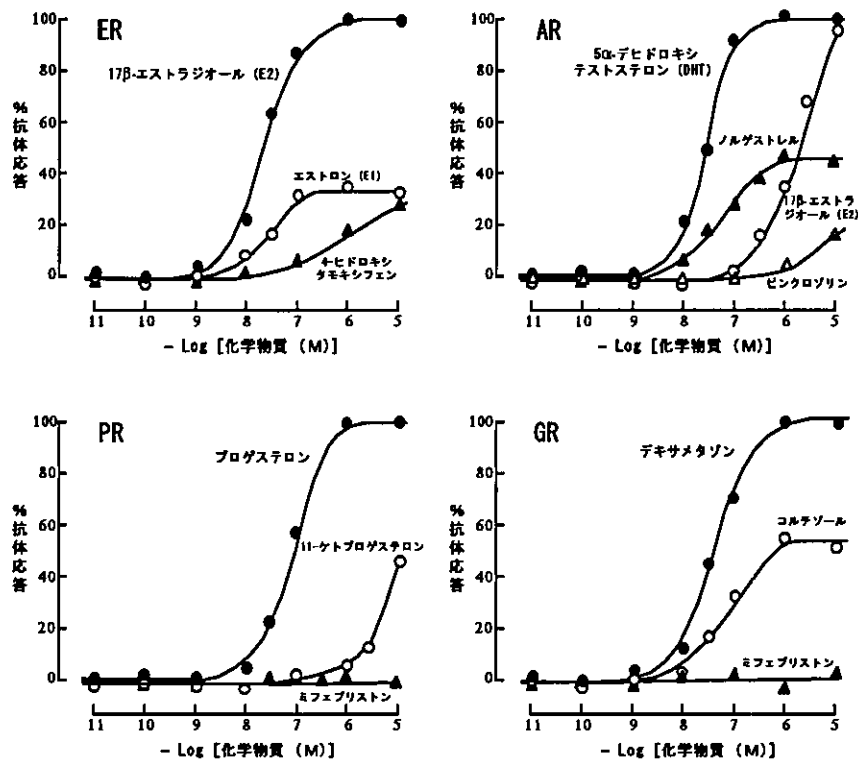 ER
17β-エストラジオール (E2)
エストロン (E1)
4-ヒドロキシ
タモキシフェン
%抗体応答
100
80
60
40
20
0
11 10 9 8 7 6 5
- Log [化学物質 (M)]
AR
5α-デヒドロキシ
テストステロン (DHT)
ノルゲストレル
17β-エストラ
ジオール (E2)
ビンクロゾリン
%抗体応答
100
80
60
40
20
0
11 10 9 8 7 6 5
- Log [化学物質 (M)]
PR
プロゲステロン
11-ケトプロゲステロン
ミフェプリストン
%抗体応答
100
80
60
40
20
0
11 10 9 8 7 6 5
- Log [化学物質 (M)]
GR
デキサメタゾン
コルチゾール
ミフェプリストン
%抗体応答
100
80
60
40
20
0
11 10 9 8 7 6 5
- Log [化学物質 (M)]